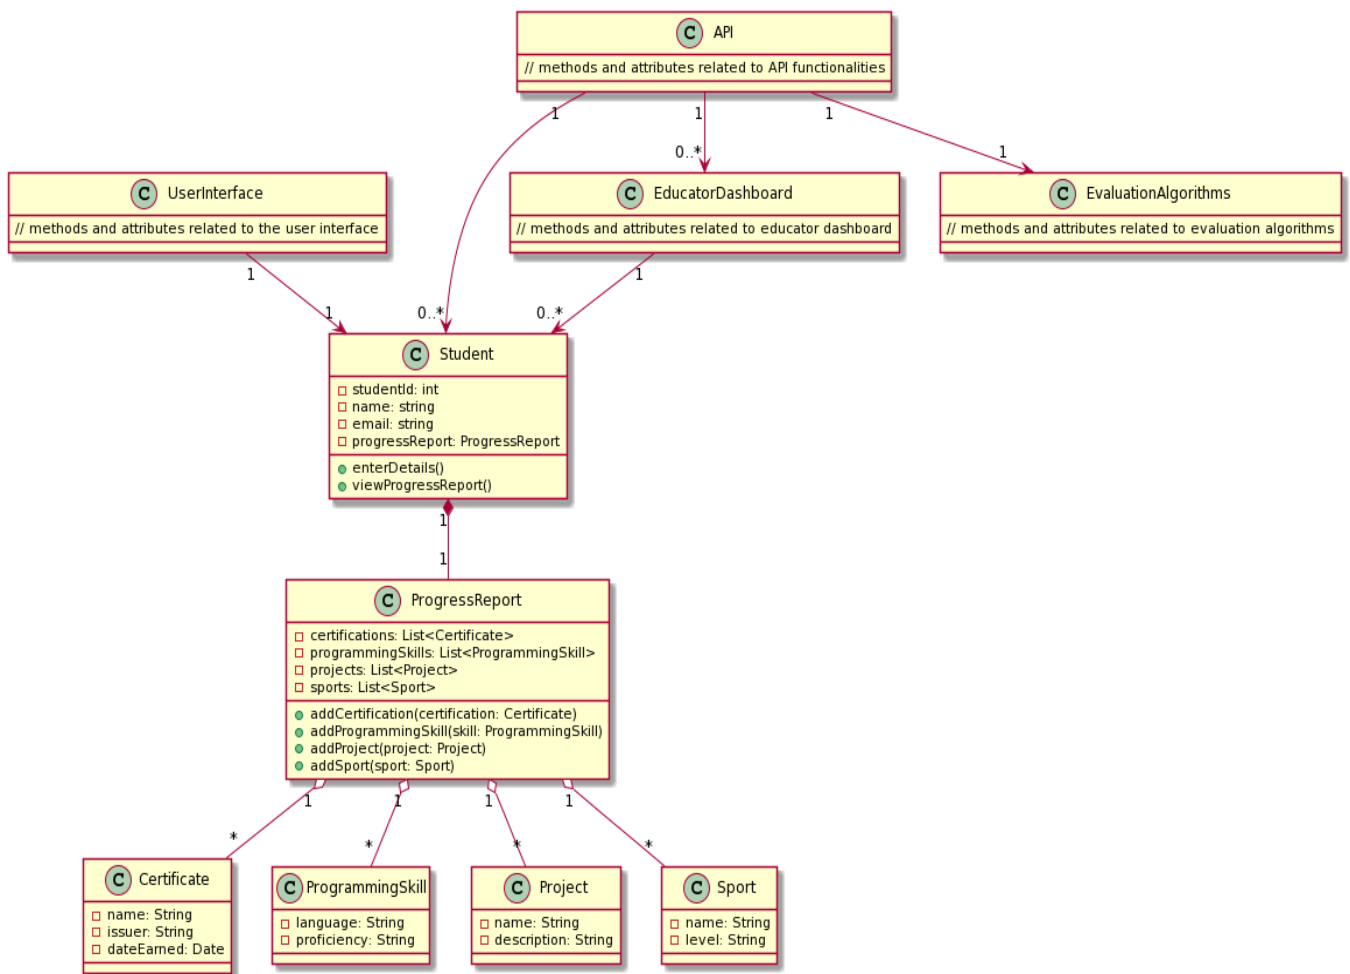 C API
// methods and attributes related to API functionalities
1 1 1
0..* 1
C UserInterface
// methods and attributes related to the user interface
C EducatorDashboard
// methods and attributes related to educator dashboard
C EvaluationAlgorithms
// methods and attributes related to evaluation algorithms
1 1
1 0..* 0..*
C Student
studentId: int
name: string
email: string
progressReport: ProgressReport
enterDetails()
viewProgressReport()
1
1
C ProgressReport
certifications: List<Certificate>
programmingSkills: List<ProgrammingSkill>
projects: List<Project>
sports: List<Sport>
addCertification(certification: Certificate)
addProgrammingSkill(skill: ProgrammingSkill)
addProject(project: Project)
addSport(sport: Sport)
1 1 1 1
* * * *
C Certificate
name: String
issuer: String
dateEarned: Date
C ProgrammingSkill
language: String
proficiency: String
C Project
name: String
description: String
C Sport
name: String
level: String